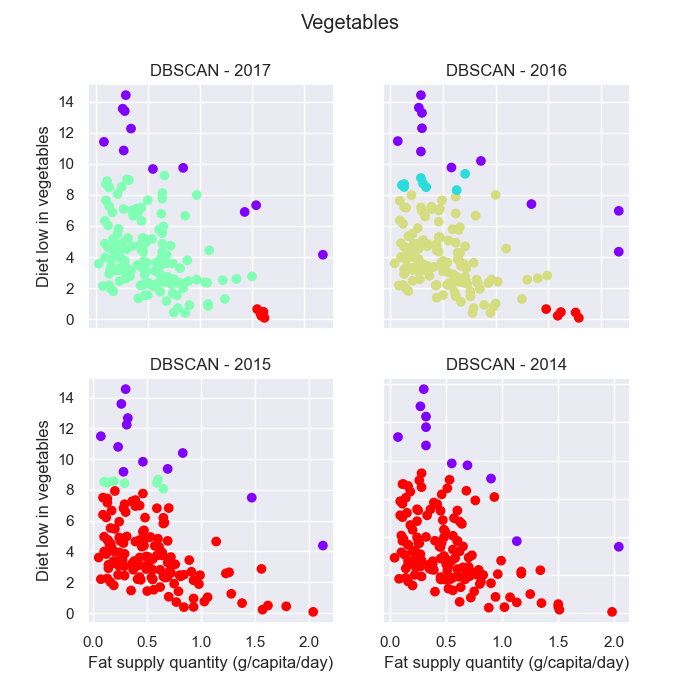 Vegetables
DBSCAN - 2017
DBSCAN - 2016
14
12
10
8
6
4
2
0
Diet low in vegetables
DBSCAN - 2015
DBSCAN - 2014
14
12
10
8
6
4
2
0
Diet low in vegetables
0.0 0.5 1.0 1.5 2.0
0.0 0.5 1.0 1.5 2.0
Fat supply quantity (g/capita/day)
Fat supply quantity (g/capita/day)